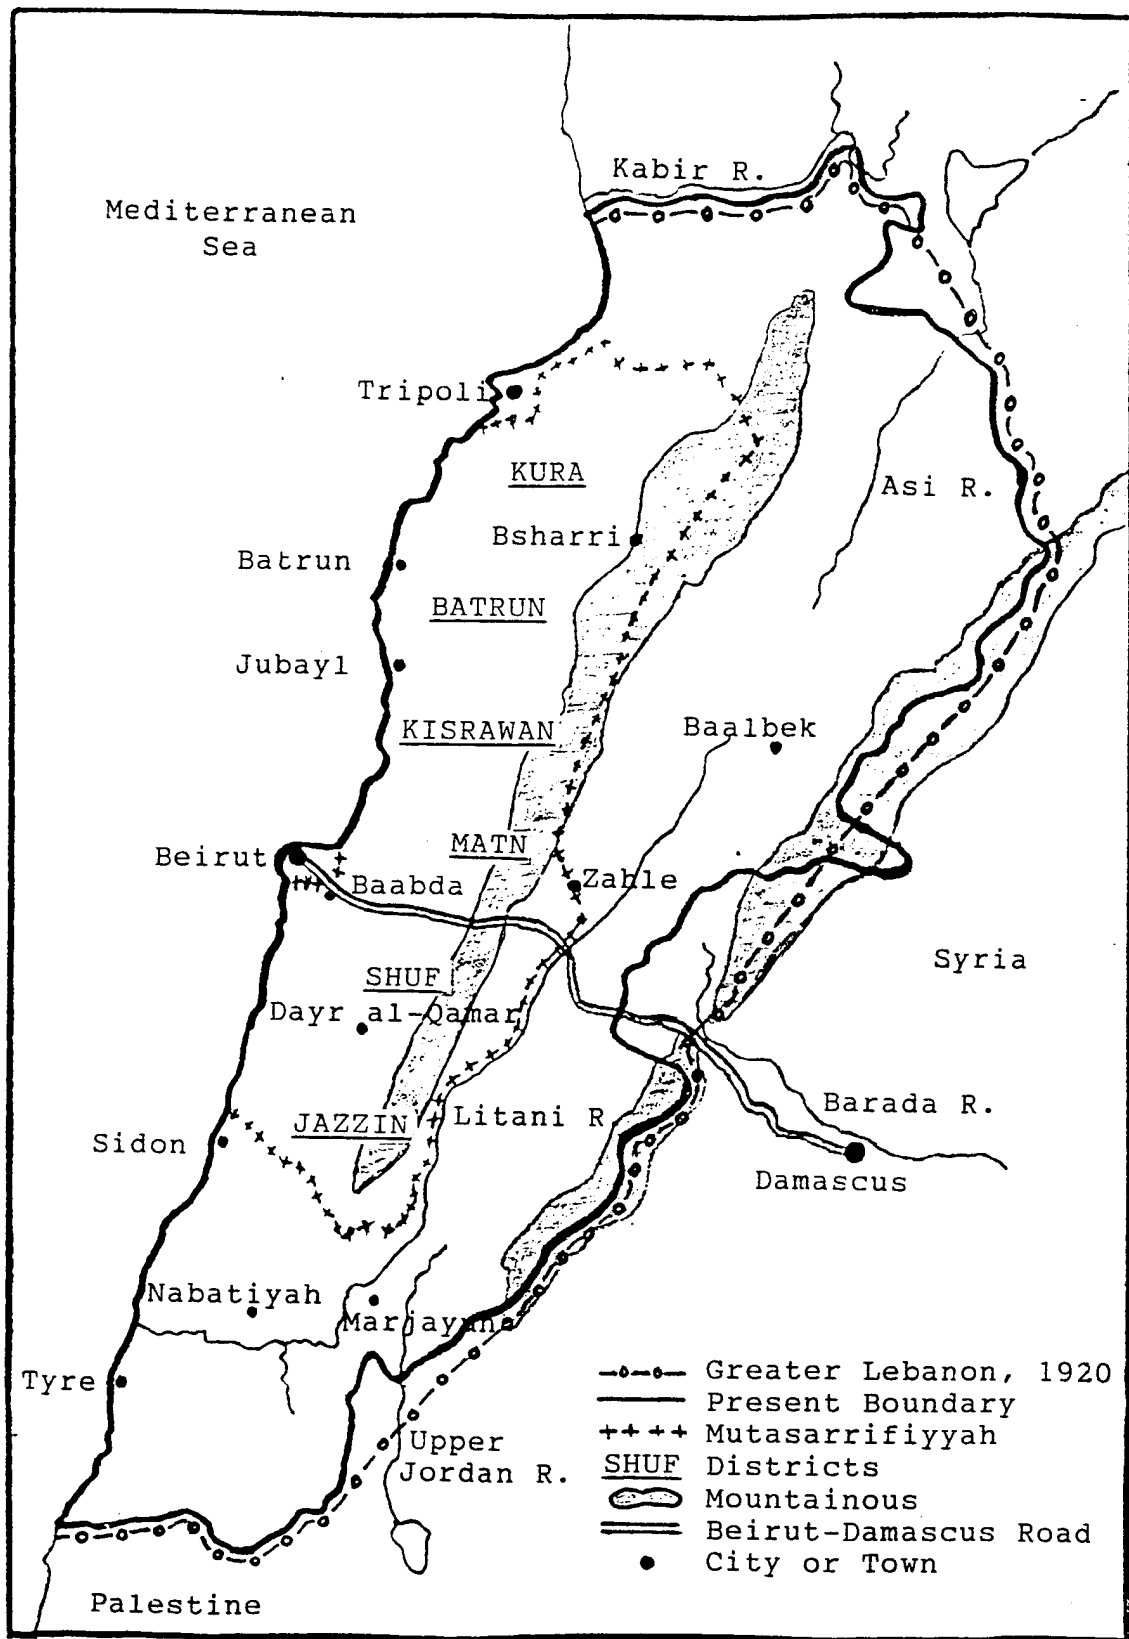 Kabir R.
Mediterranean
Sea
Tripoli
KURA
Asi R.
Bsharri
Batrun
BATRUN
Jubayl
KISRAWAN
Baalbek
MATN
Beirut
Baabda
Zahle
Syria
SHUF
Dayr al-Qamar
Barada R.
JAZZIN
Litani R
Sidon
Damascus
Nabatiyah
Marjayun
Tyre
Greater Lebanon, 1920
Present Boundary
Mutasarrifiyyah
Upper
Jordan R.
SHUF Districts
Mountainous
Beirut-Damascus Road
City or Town
Palestine